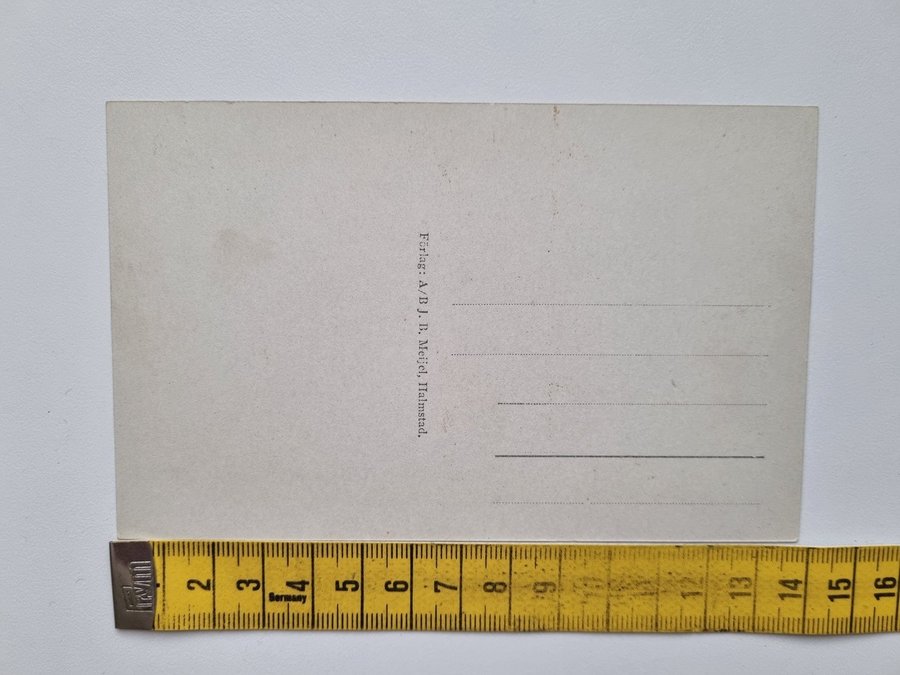 Förlag: A/B J. B. Meijel, Halmstad.
2 3 4 5 6 7 8 9 10 11 12 13 14 15 16
Germany